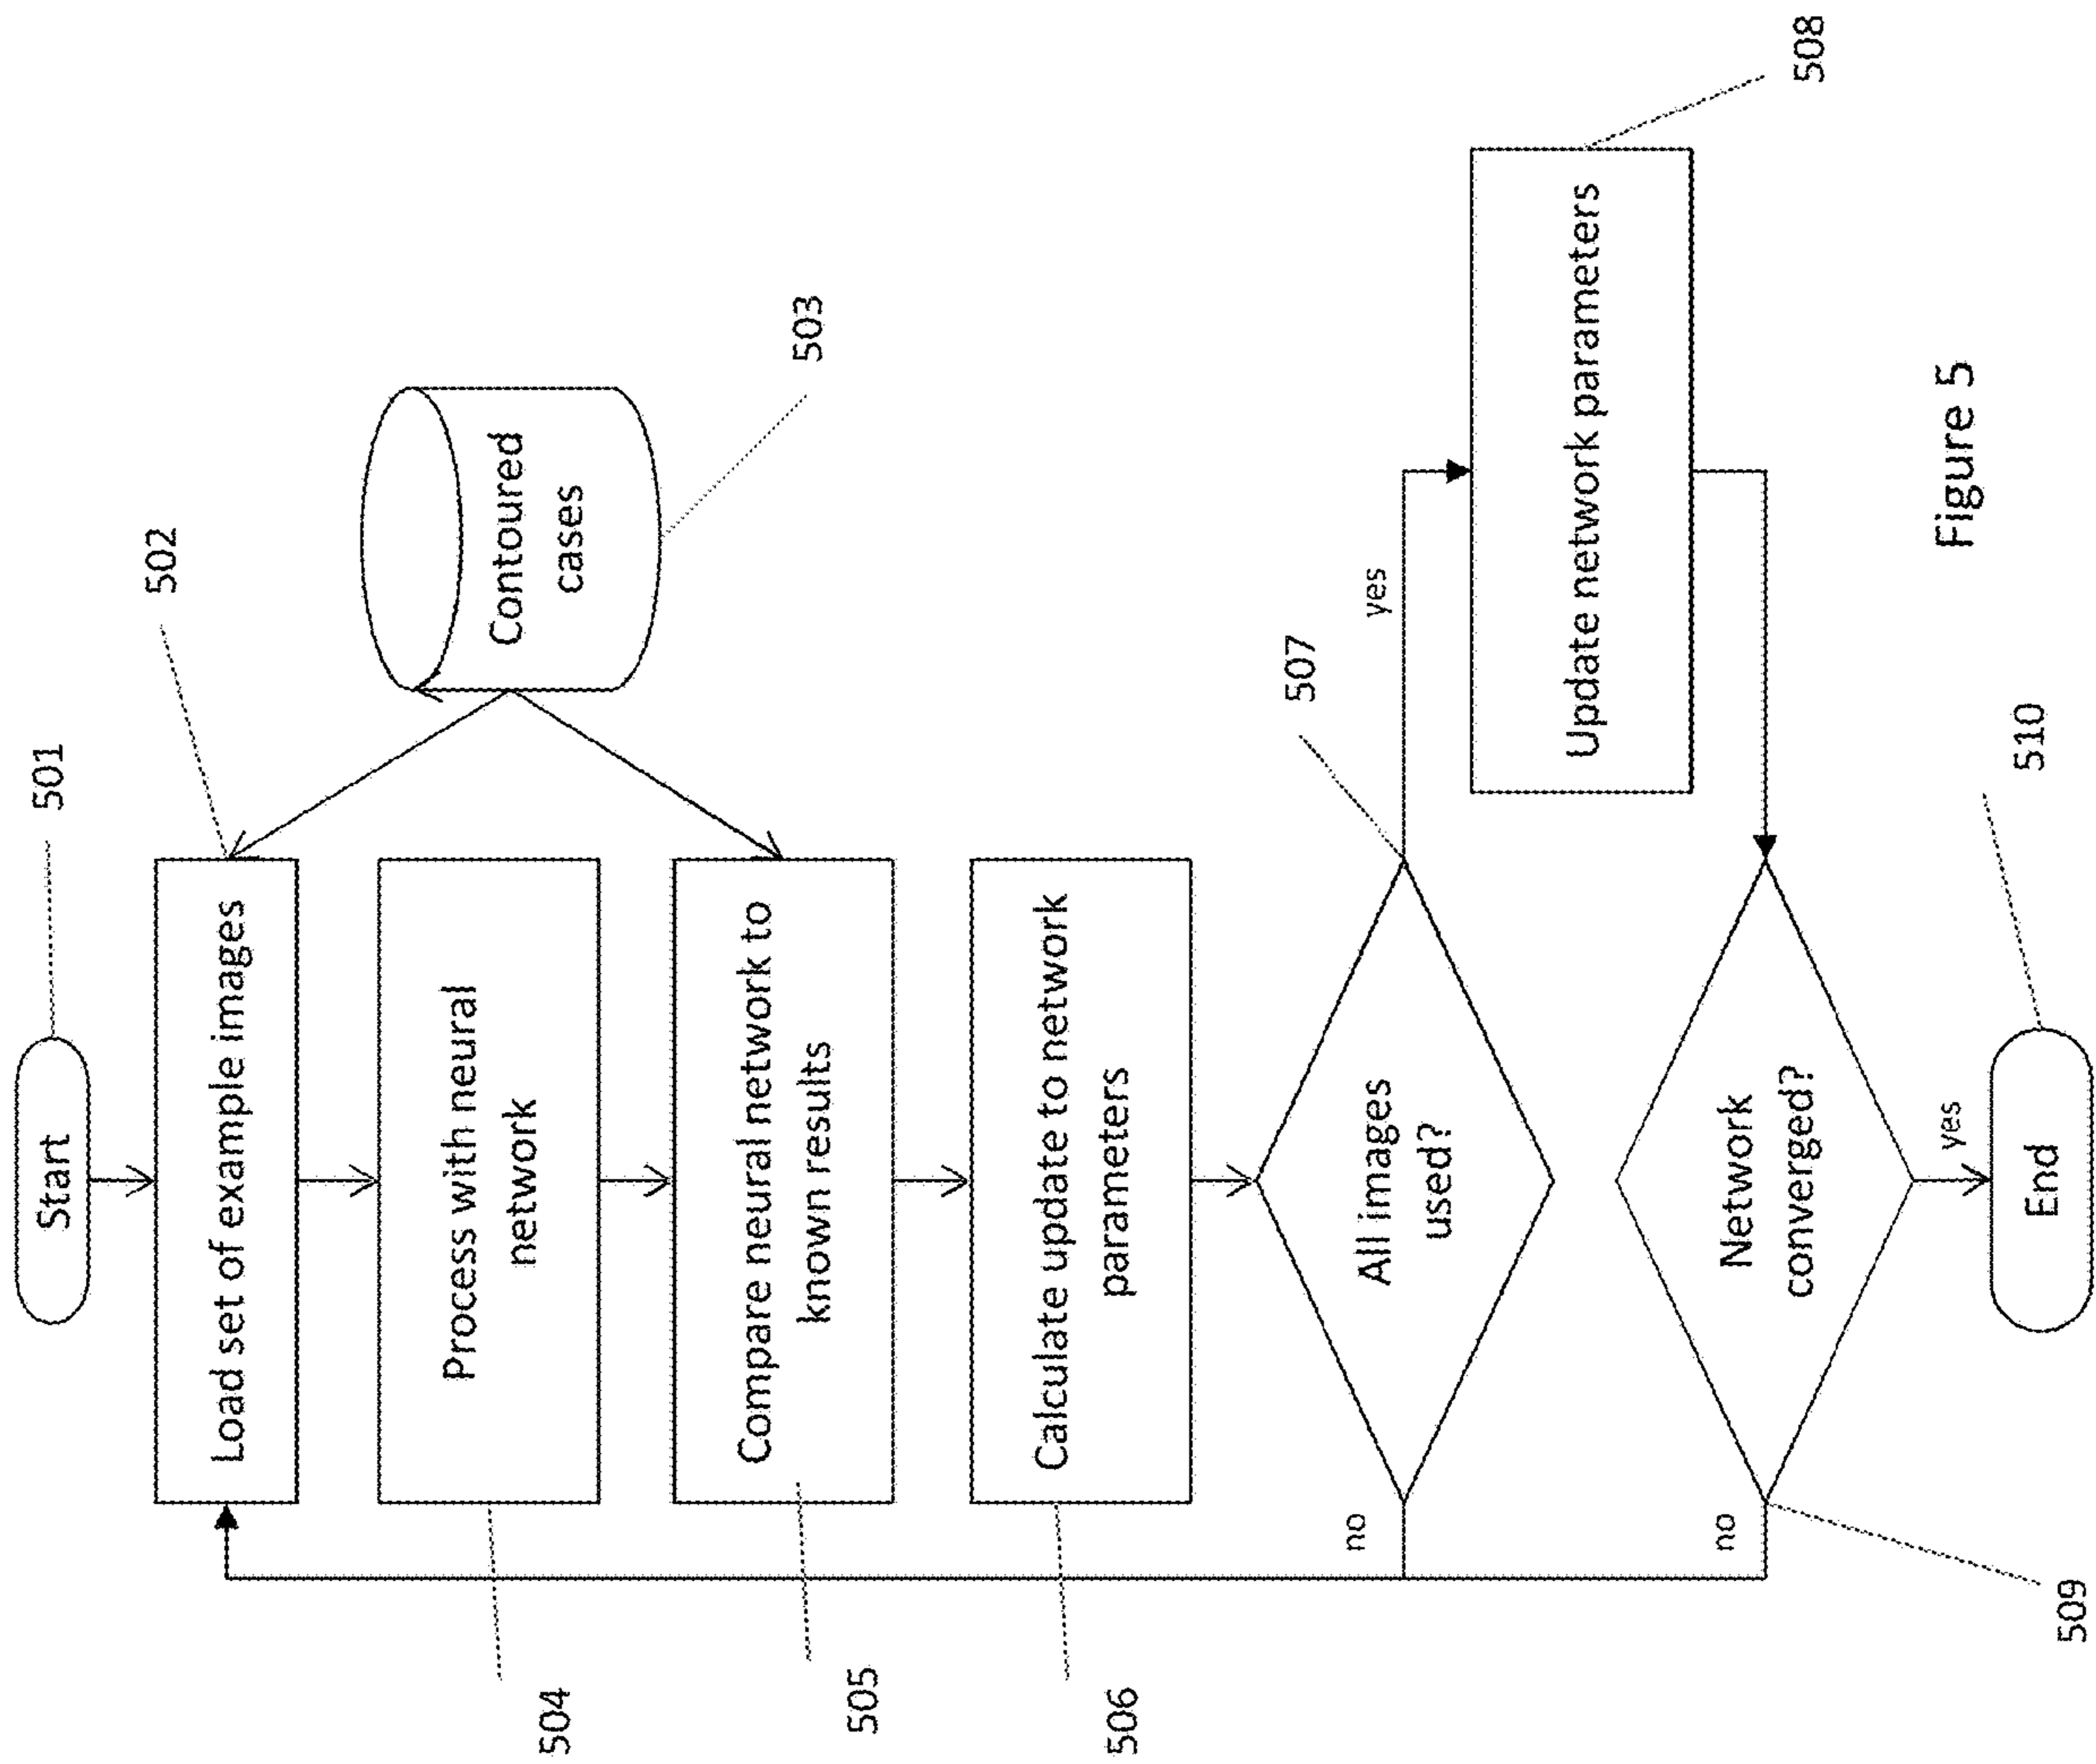 Start
501
Load set of example images
502
Contoured
cases
503
Process with neural
network
504
Compare neural network to
known results
505
Calculate update to network
parameters
506
All images
used?
507
yes
no
Update network parameters
508
Network
converged?
509
no
yes
End
510
Figure 5